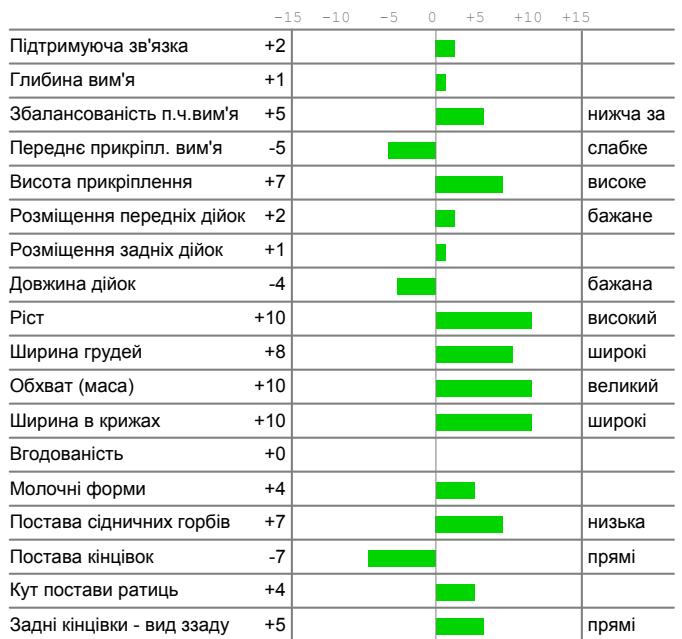 -15 -10 -5 0 +5 +10 +15
Підтримуюча зв'язка +2
Глибина вим'я +1
Збалансованість п.ч.вим'я +5 нижча за
Переднє прикріпл. вим'я -5 слабке
Висота прикріплення +7 високе
Розміщення передніх дійок +2 бажане
Розміщення задніх дійок +1
Довжина дійок -4 бажана
Ріст +10 високий
Ширина грудей +8 широкі
Обхват (маса) +10 великий
Ширина в крижах +10 широкі
Вгодованість +0
Молочні форми +4
Постава сідничних горбів +7 низька
Постава кінцівок -7 прямі
Кут постави ратиць +4
Задні кінцівки - вид ззаду +5 прямі